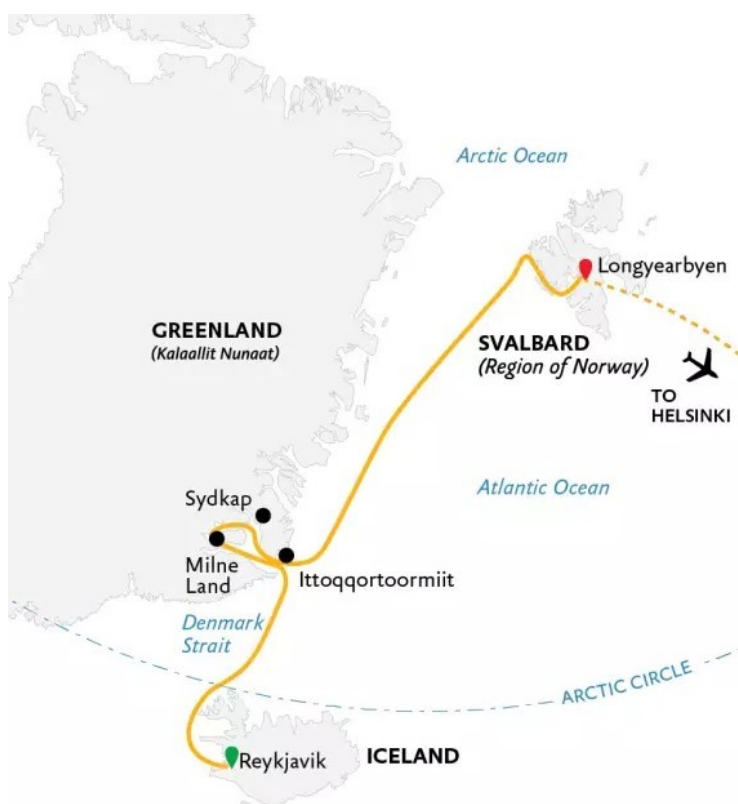 Arctic Ocean
Longyearbyen
GREENLAND
(Kalaallit Nunaat)
SVALBARD
(Region of Norway)
TO
HELSINKI
Sydkap
Atlantic Ocean
Milne
Land
Ittoqqortoormiit
Denmark
Strait
ARCTIC CIRCLE
Reykjavik
ICELAND